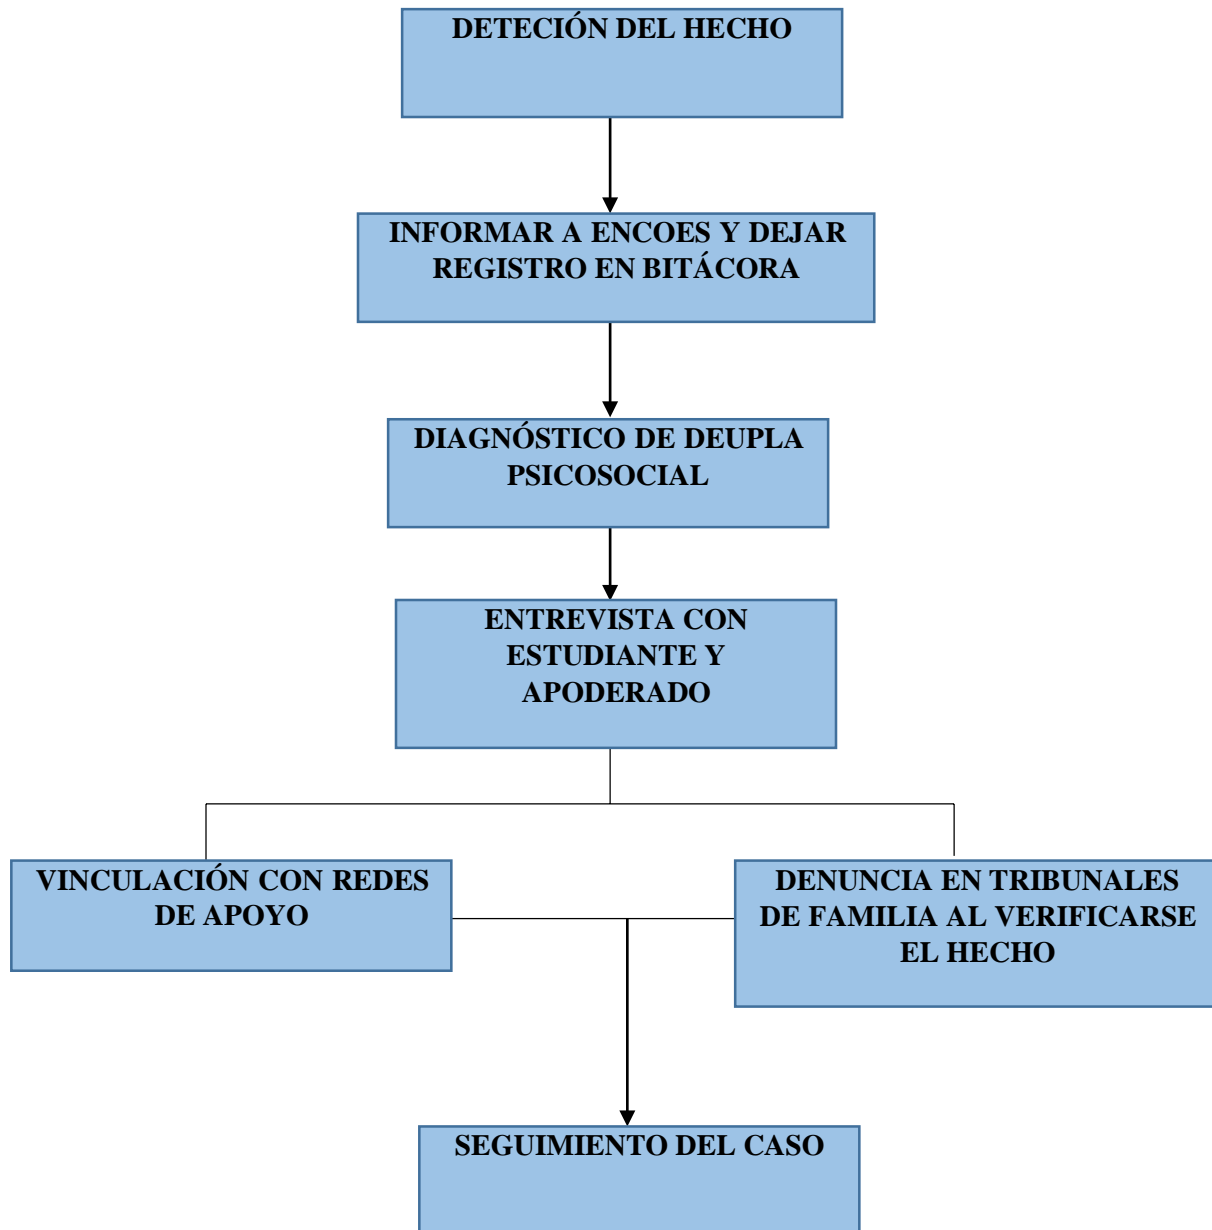 DETECIÓN DEL HECHO
INFORMAR A ENCOES Y DEJAR
REGISTRO EN BITÁCORA
DIAGNÓSTICO DE DEUPLA
PSICOSOCIAL
ENTREVISTA CON
ESTUDIANTE Y
APODERADO
VINCULACIÓN CON REDES
DE APOYO
DENUNCIA EN TRIBUNALES
DE FAMILIA AL VERIFICARSE
EL HECHO
SEGUIMIENTO DEL CASO